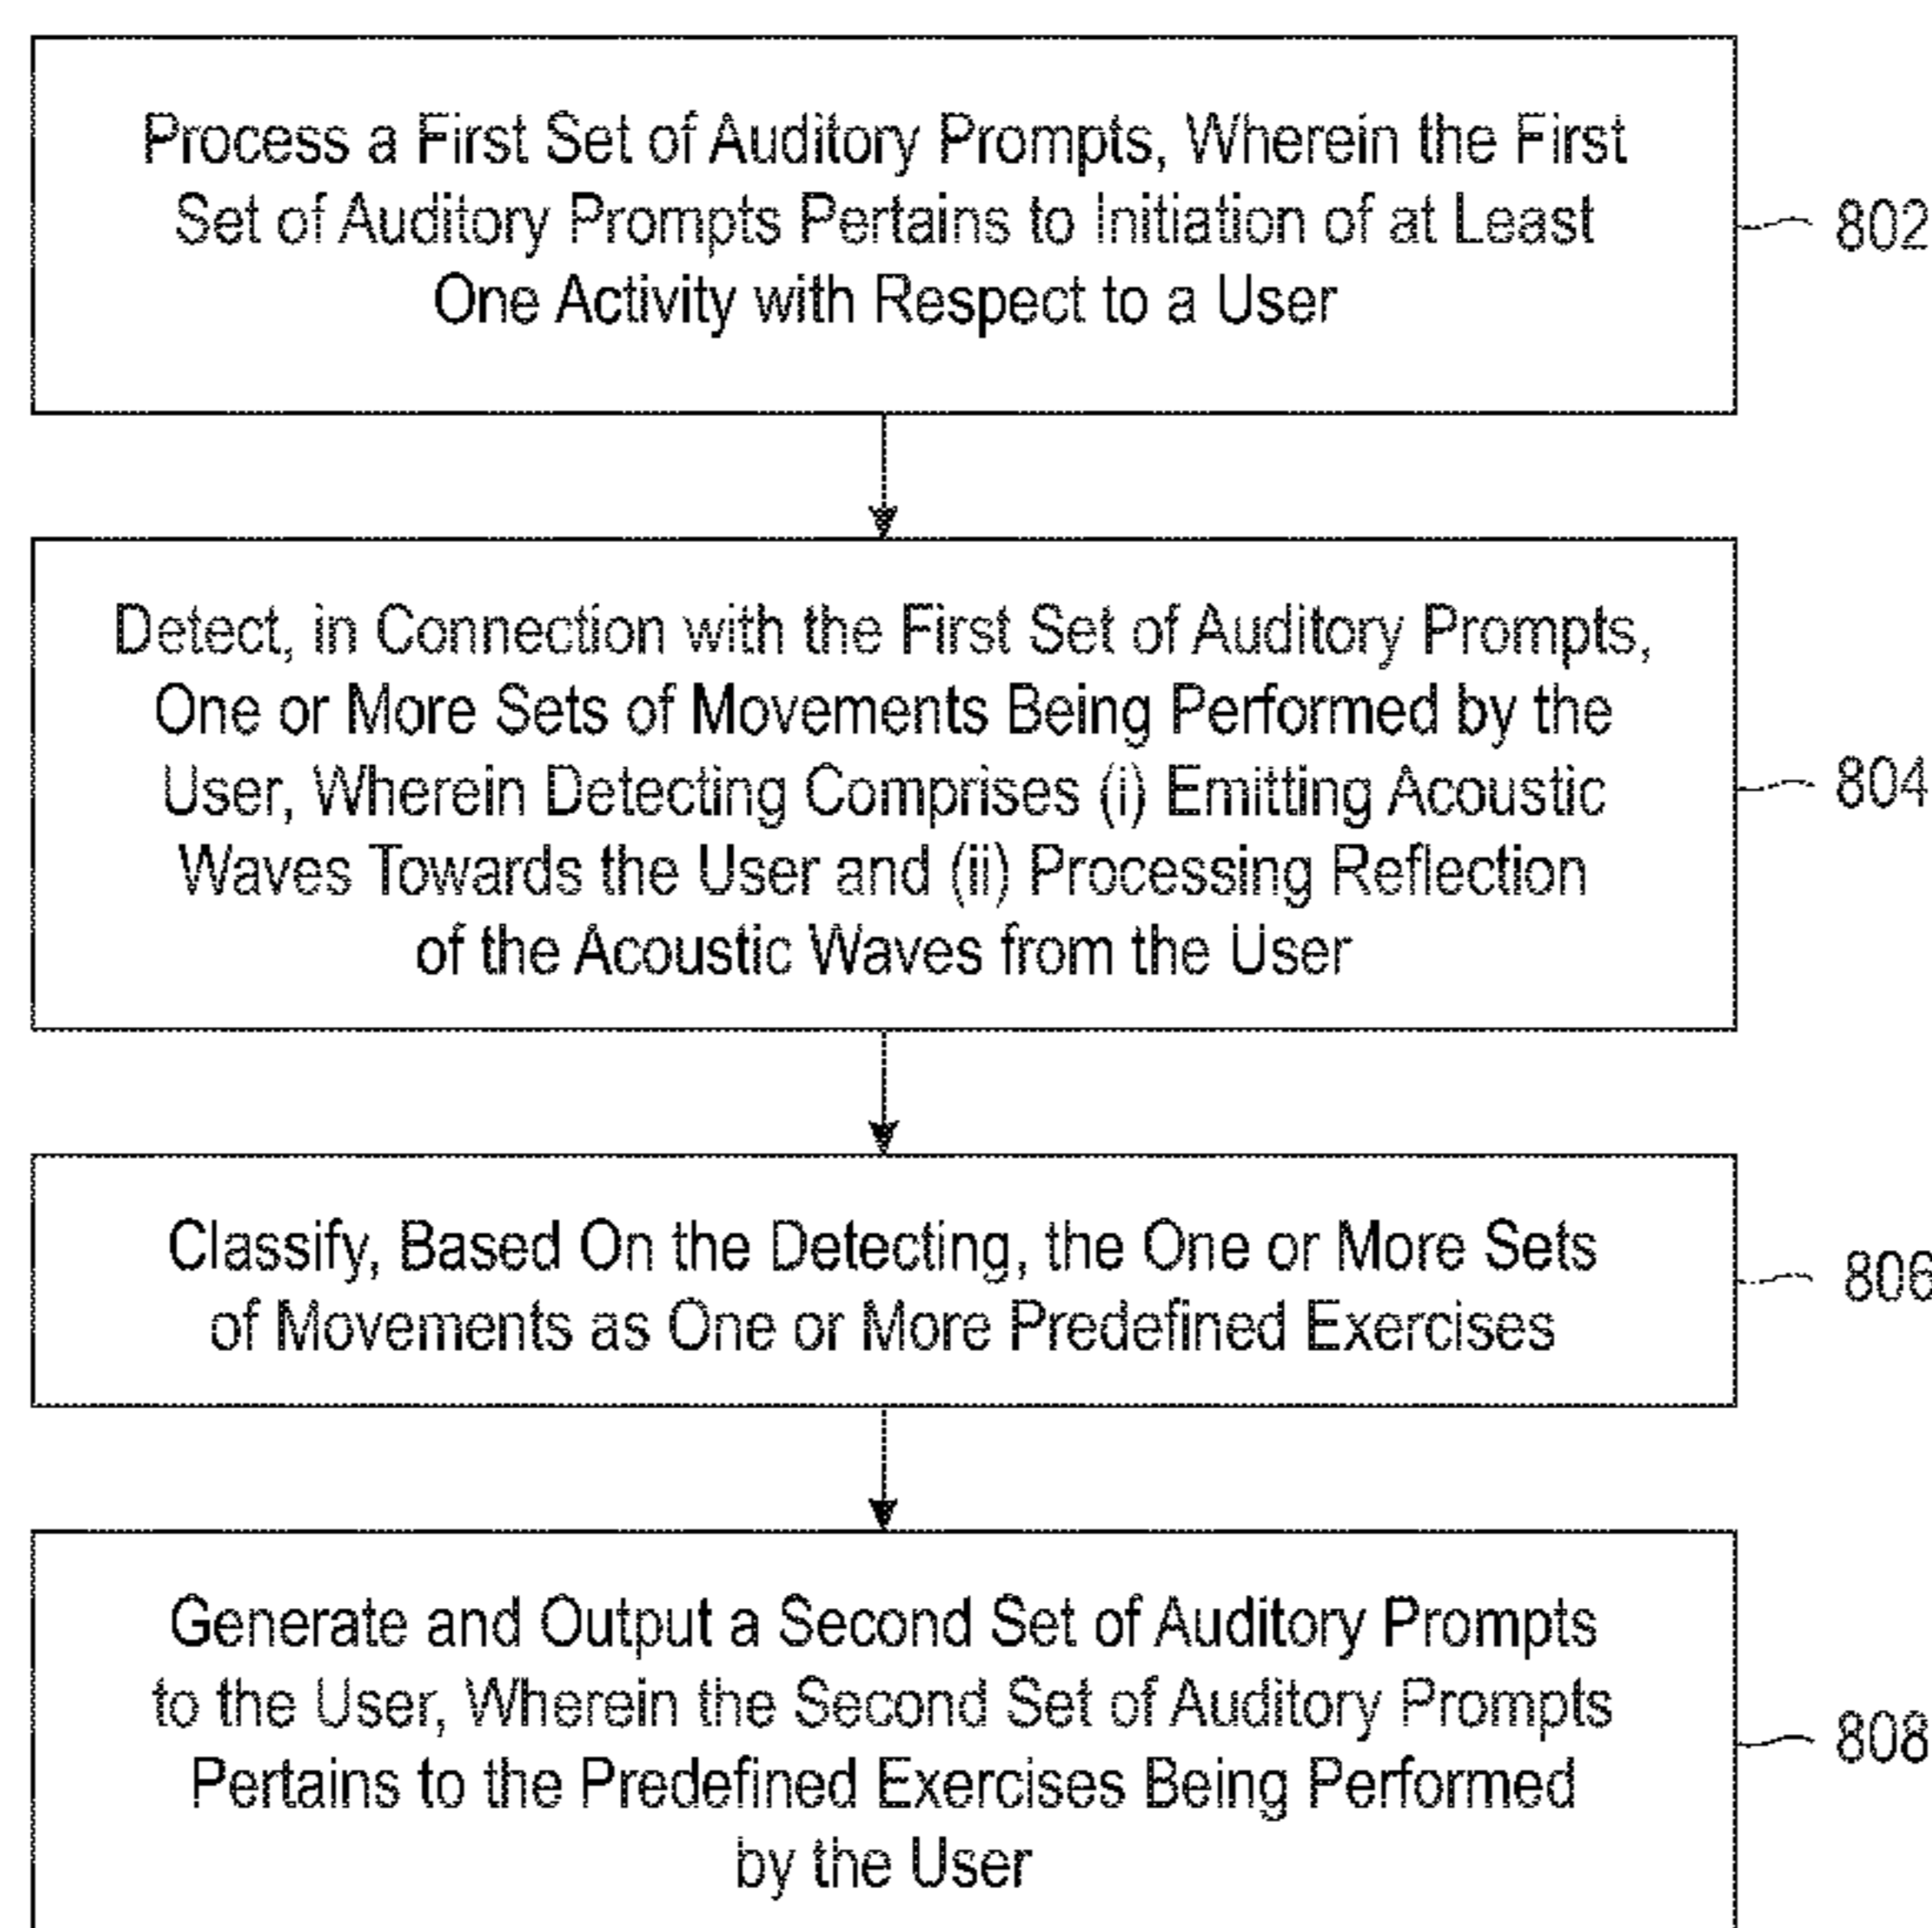 Process a First Set of Auditory Prompts, Wherein the First
Set of Auditory Prompts Pertains to Initiation of at Least
One Activity with Respect to a User
802
Detect, in Connection with the First Set of Auditory Prompts,
One or More Sets of Movements Being Performed by the
User, Wherein Detecting Comprises (i) Emitting Acoustic
Waves Towards the User and (ii) Processing Reflection
of the Acoustic Waves from the User
804
Classify, Based On the Detecting, the One or More Sets
of Movements as One or More Predefined Exercises
806
Generate and Output a Second Set of Auditory Prompts
to the User, Wherein the Second Set of Auditory Prompts
Pertains to the Predefined Exercises Being Performed
by the User
808